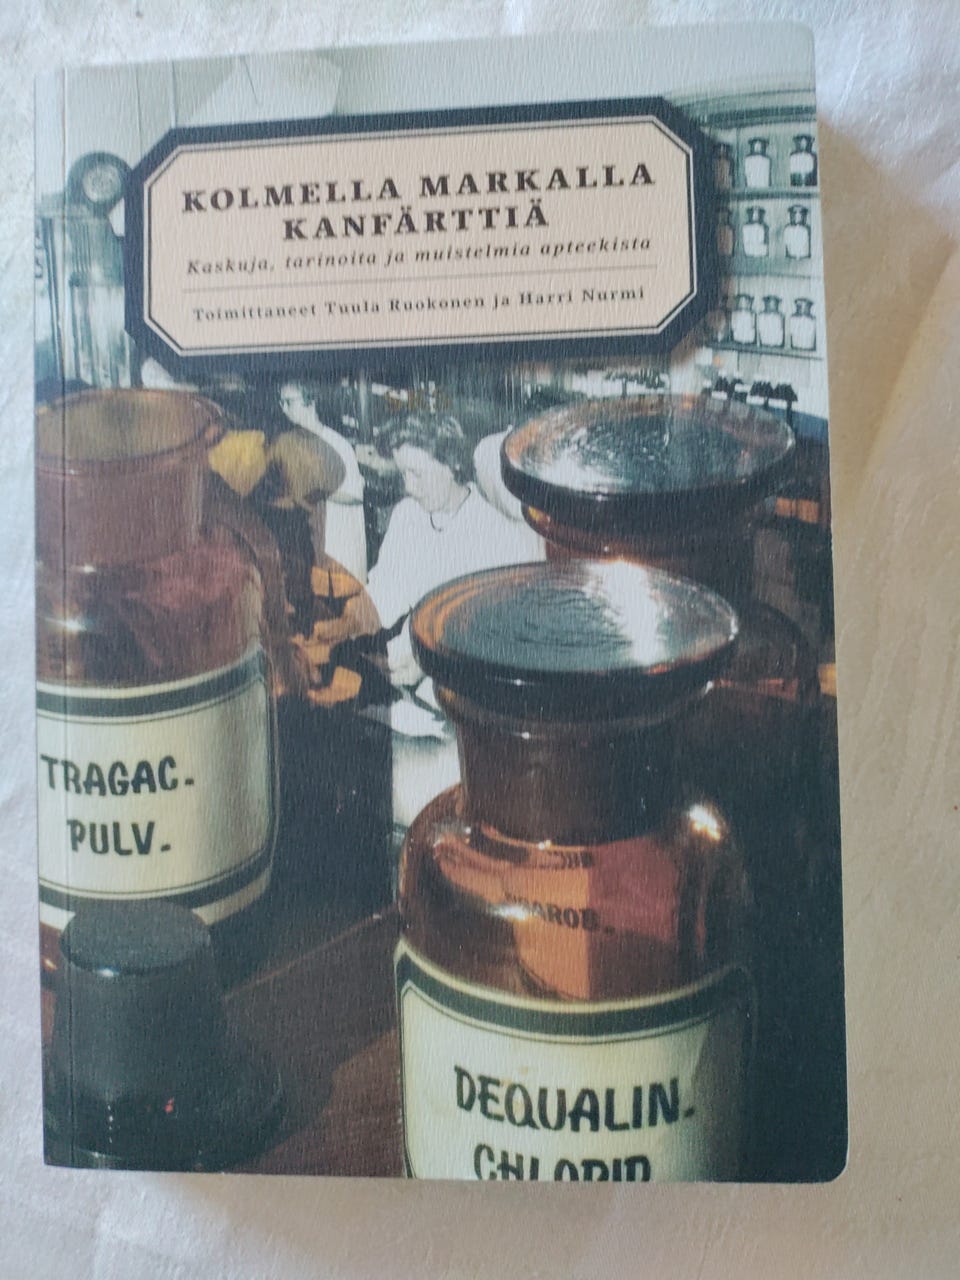 KOLMELLA MARKALLA
KANFÄRTTIÄ
Kaskuja, tarinoita ja muistelmia apteekista
Toimittaneet Tuula Ruokonen ja Harri Nurmi
TRAGAC.
PULV.
DEQUALIN.
CHLORID.